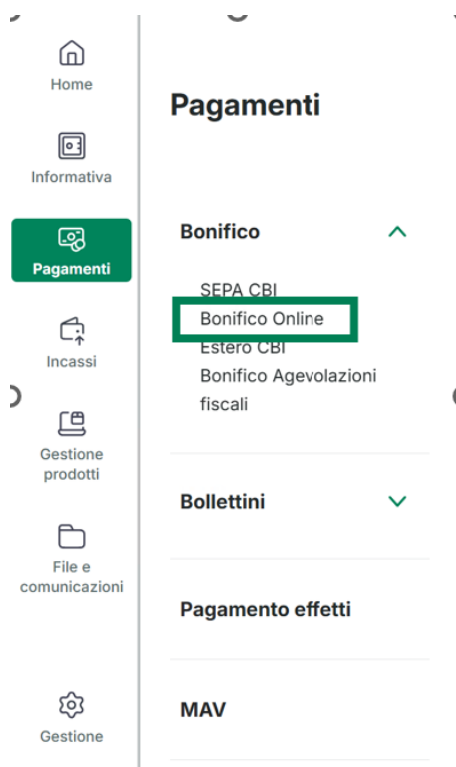 Home
Informativa
Pagamenti
Incassi
Gestione
prodotti
File e
comunicazioni
Gestione
Pagamenti
Bonifico
SEPA CBI
Bonifico Online
Estero CBI
Bonifico Agevolazioni
fiscali
Bollettini
Pagamento effetti
MAV